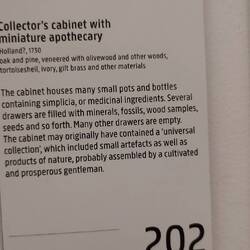 Collector's cabinet with
miniature apothecary
Holland?, 1730
oak and pine, veneered with olivewood and other woods,
tortoiseshell, ivory, gilt brass and other materials
The cabinet houses many small pots and bottles
containing simplicia, or medicinal ingredients. Several
drawers are filled with minerals, fossils, wood samples,
seeds and so forth. Many other drawers are empty.
The cabinet may originally have contained a 'universal
collection', which included small artefacts as well as
products of nature, probably assembled by a cultivated
and prosperous gentleman.
202